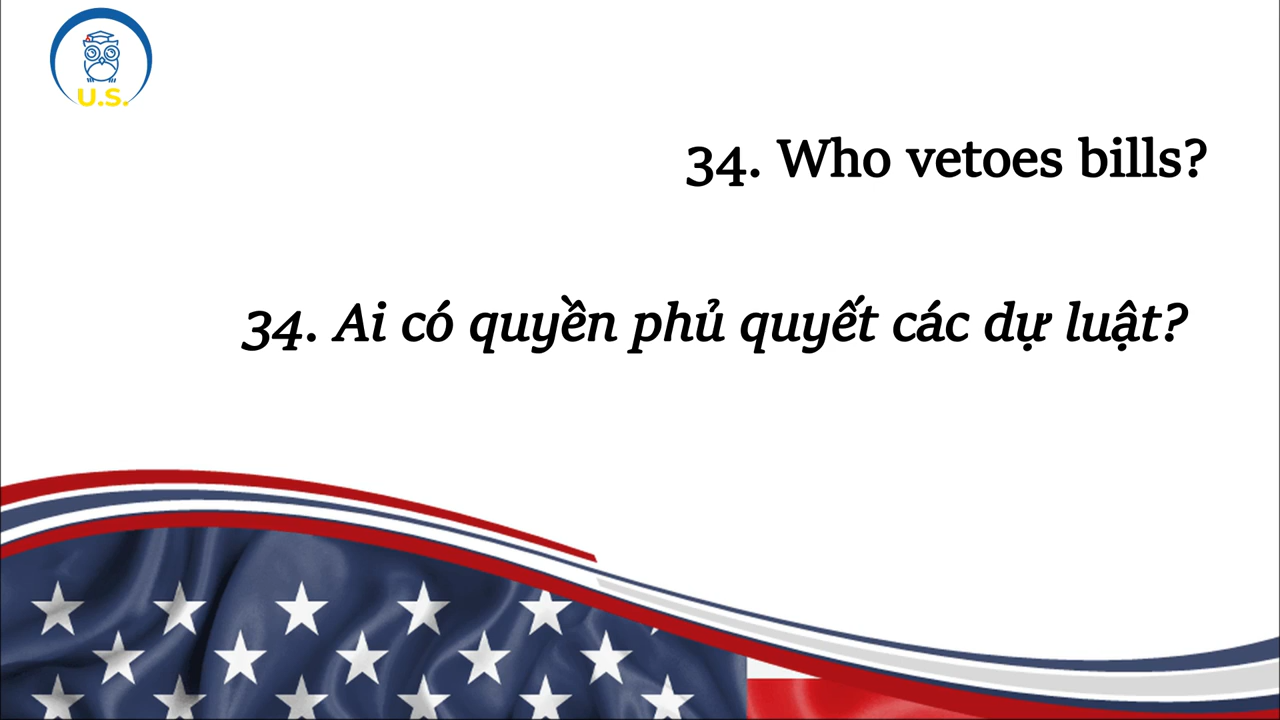 U.S.
34. Who vetoes bills?
34. Ai có quyền phủ quyết các dự luật?